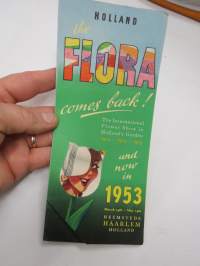 HOLLAND
the
FLORA
comes back!
The International
Flower Show in
Holland's Garden
and
now
in
1953
HEEMSTEDE
HAARLEM
HOLLAND